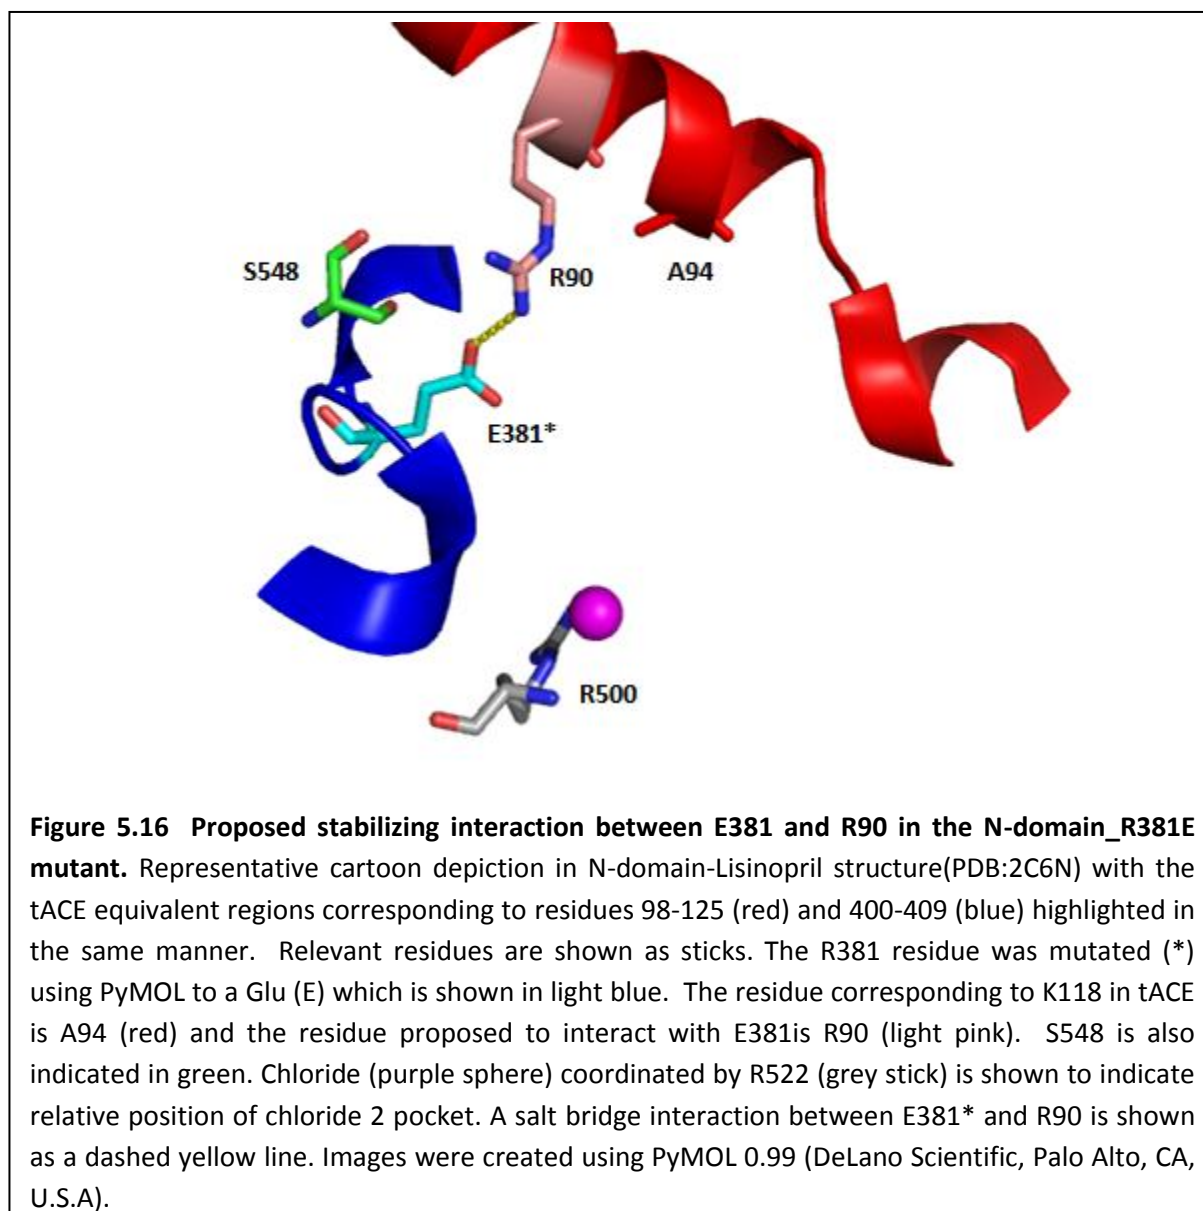 S548
R90
A94
E381*
R500
Figure 5.16 Proposed stabilizing interaction between E381 and R90 in the N-domain_R381E
mutant. Representative cartoon depiction in N-domain-Lisinopril structure(PDB:2C6N) with the
tACE equivalent regions corresponding to residues 98-125 (red) and 400-409 (blue) highlighted in
the same manner. Relevant residues are shown as sticks. The R381 residue was mutated (*)
using PyMOL to a Glu (E) which is shown in light blue. The residue corresponding to K118 in tACE
is A94 (red) and the residue proposed to interact with E381is R90 (light pink). S548 is also
indicated in green. Chloride (purple sphere) coordinated by R522 (grey stick) is shown to indicate
relative position of chloride 2 pocket. A salt bridge interaction between E381* and R90 is shown
as a dashed yellow line. Images were created using PyMOL 0.99 (DeLano Scientific, Palo Alto, CA,
U.S.A).